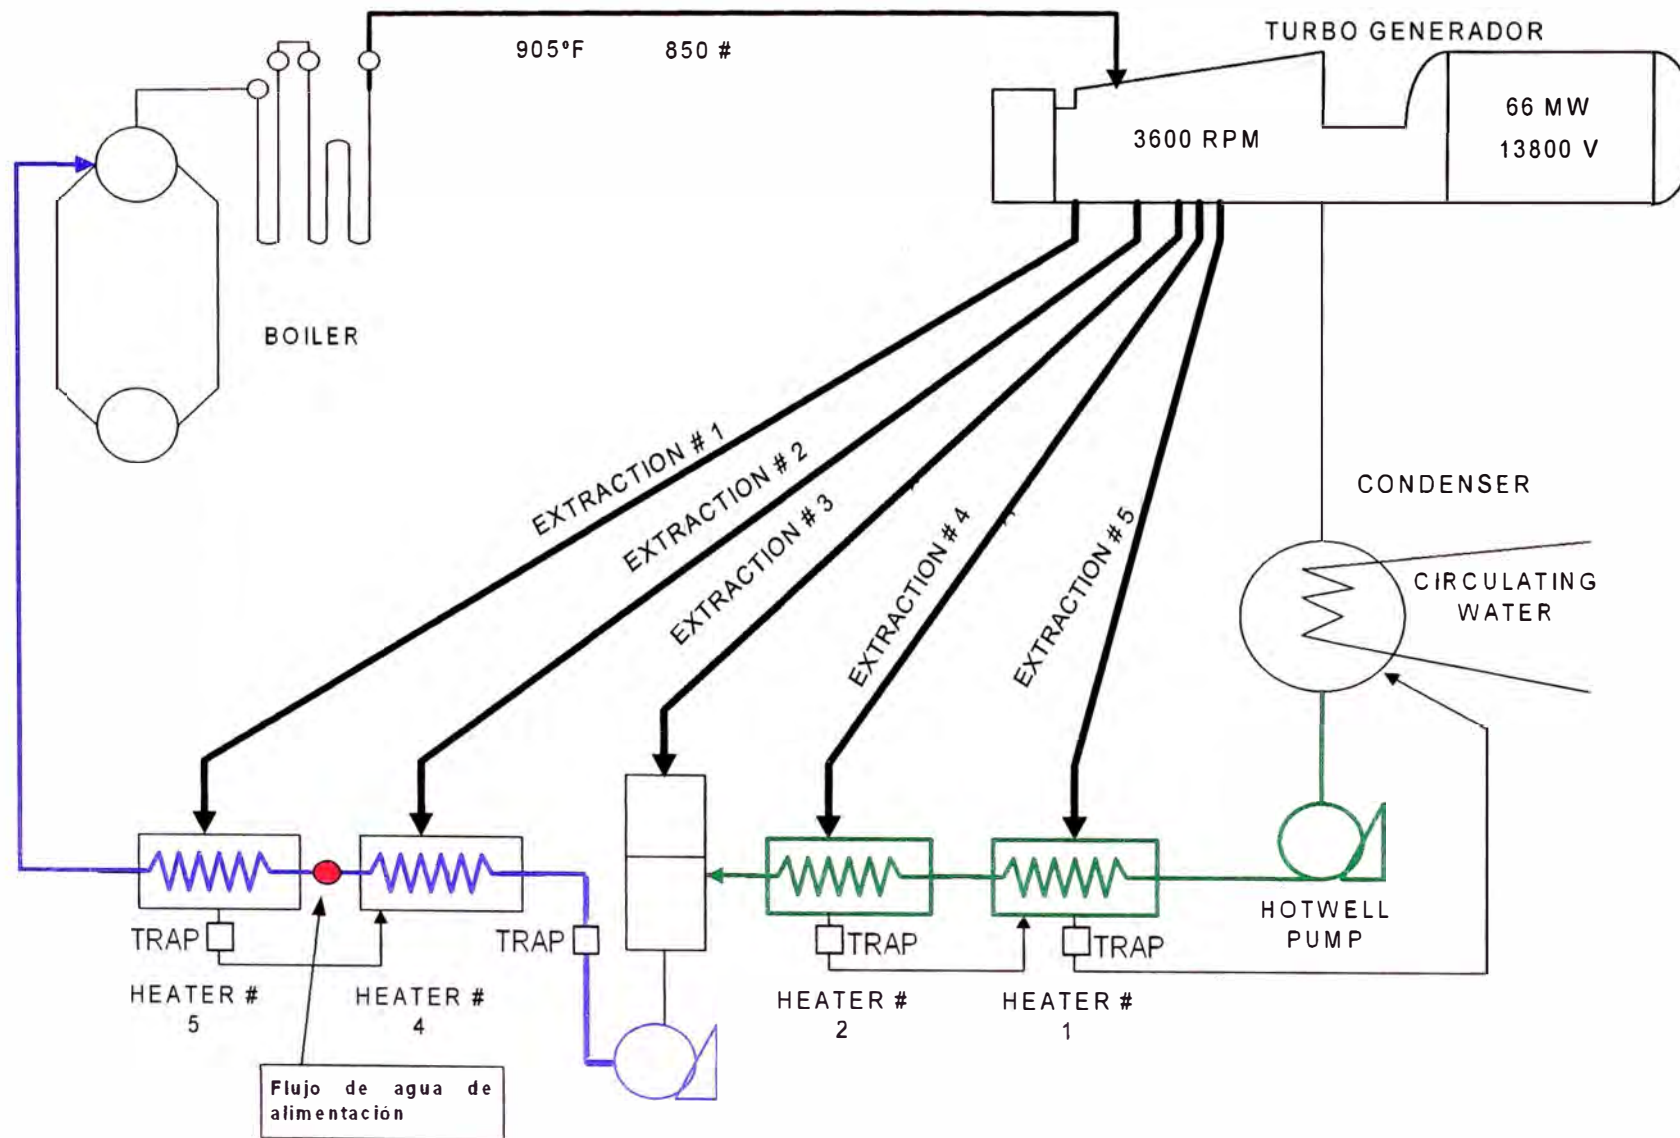 TURBO GENERADOR
905ºF 850 #
66 MW
13800 V
3600 RPM
BOILER
EXTRACTION # 1
EXTRACTION # 2
EXTRACTION # 3
EXTRACTION # 4
EXTRACTION # 5
CONDENSER
CIRCULATING
WATER
HOTWELL
PUMP
TRAP
TRAP
TRAP
TRAP
HEATER #
5
HEATER #
4
HEATER #
2
HEATER #
1
Flujo de agua de
alimentación